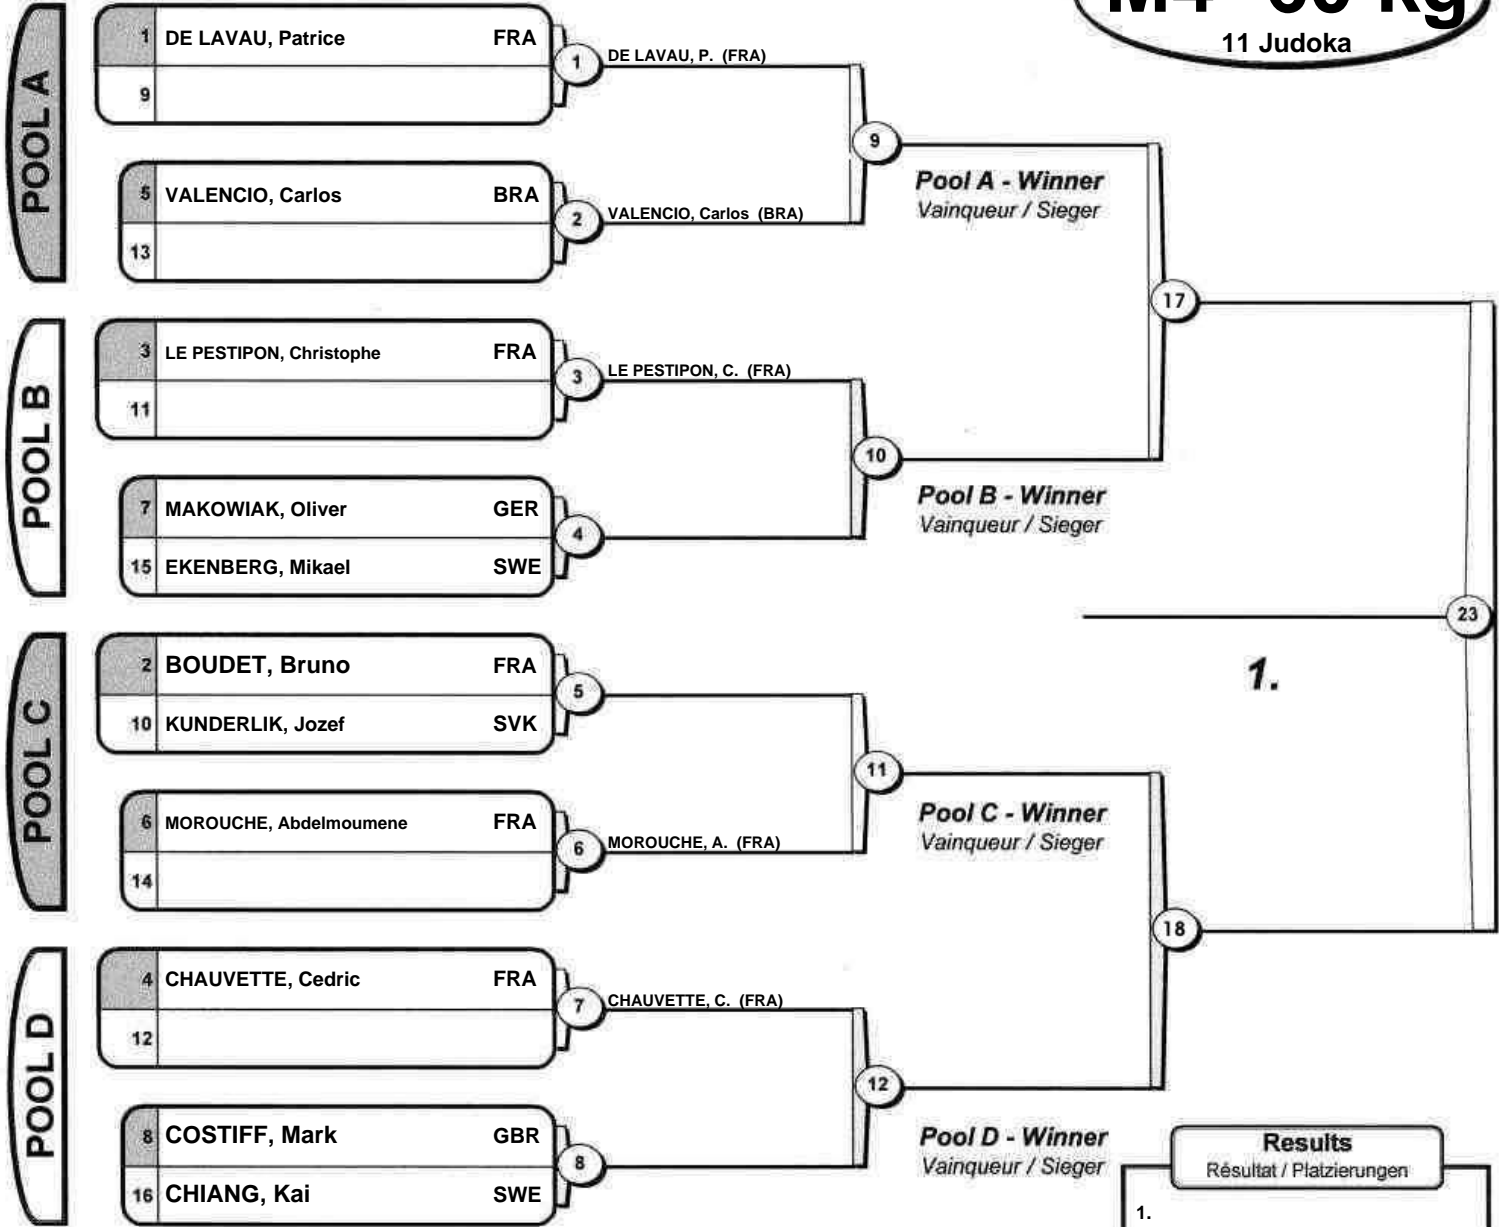 M4 -60 kg
11 Judoka
POOL A
1 DE LAVAU, Patrice FRA
9
1
DE LAVAU, P. (FRA)
5 VALENCIO, Carlos BRA
13
2
VALENCIO, Carlos (BRA)
9
Pool A - Winner
Vainqueur / Sieger
17
POOL B
3 LE PESTIPON, Christophe FRA
11
3
LE PESTIPON, C. (FRA)
7 MAKOWIAK, Oliver GER
15 EKENBERG, Mikael SWE
4
10
Pool B - Winner
Vainqueur / Sieger
23
1.
POOL C
2 BOUDET, Bruno FRA
10 KUNDERLIK, Jozef SVK
5
6 MOROUCHE, Abdelmoumene FRA
14
6
MOROUCHE, A. (FRA)
11
Pool C - Winner
Vainqueur / Sieger
18
POOL D
4 CHAUVETTE, Cedric FRA
12
7
CHAUVETTE, C. (FRA)
8 COSTIFF, Mark GBR
16 CHIANG, Kai SWE
8
12
Pool D - Winner
Vainqueur / Sieger
Results
Résultat / Platzierungen
1.